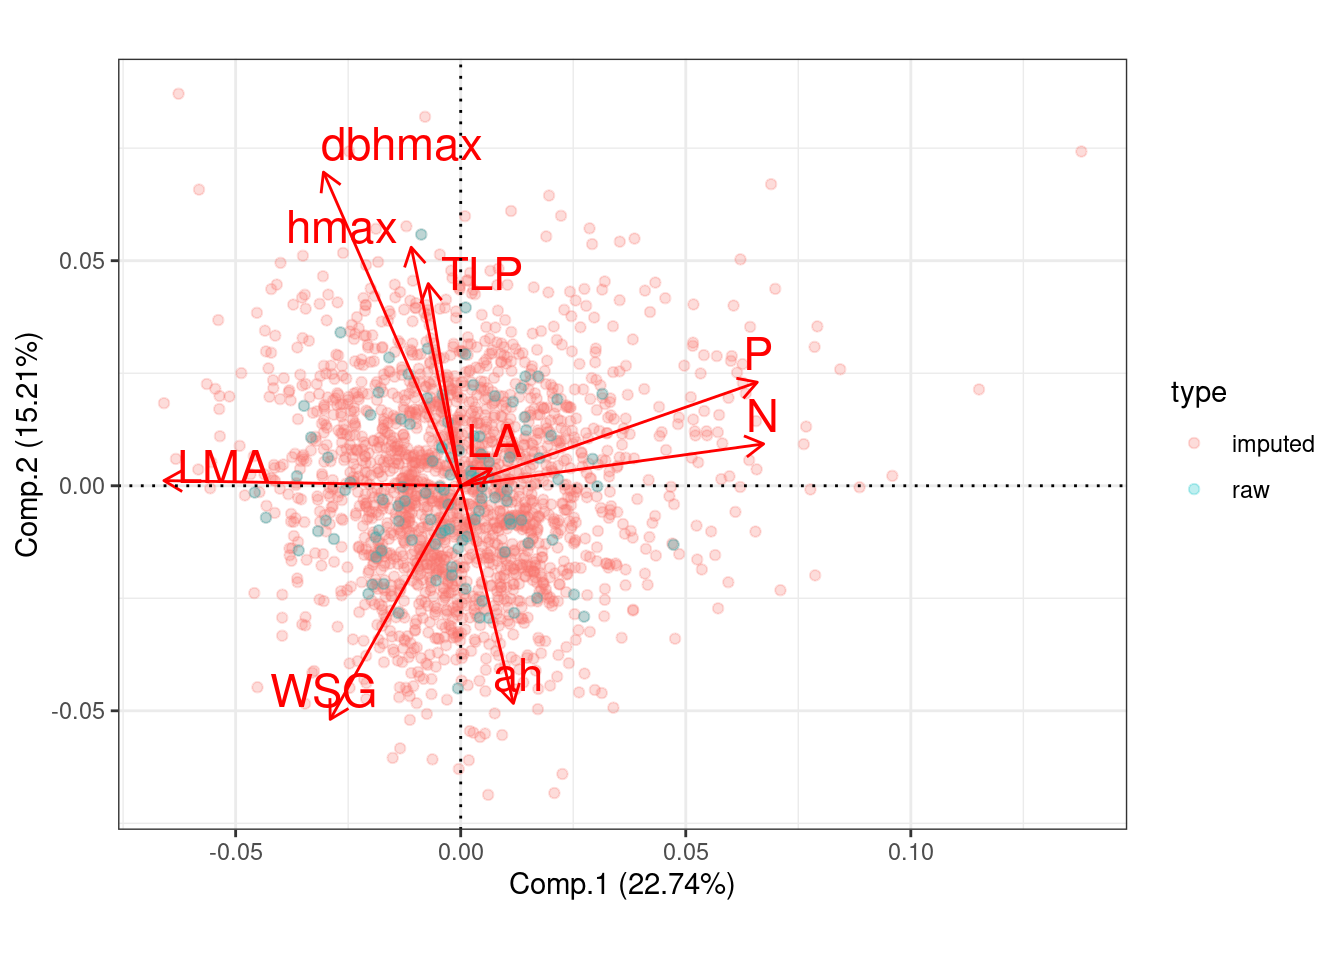 dbhmax
hmax
TLP
P
N
LA
LMA
WSG
ah
0.05
0.00
-0.05
-0.05
0.00
0.05
0.10
Comp.1 (22.74%)
Comp.2 (15.21%)
type
imputed
raw